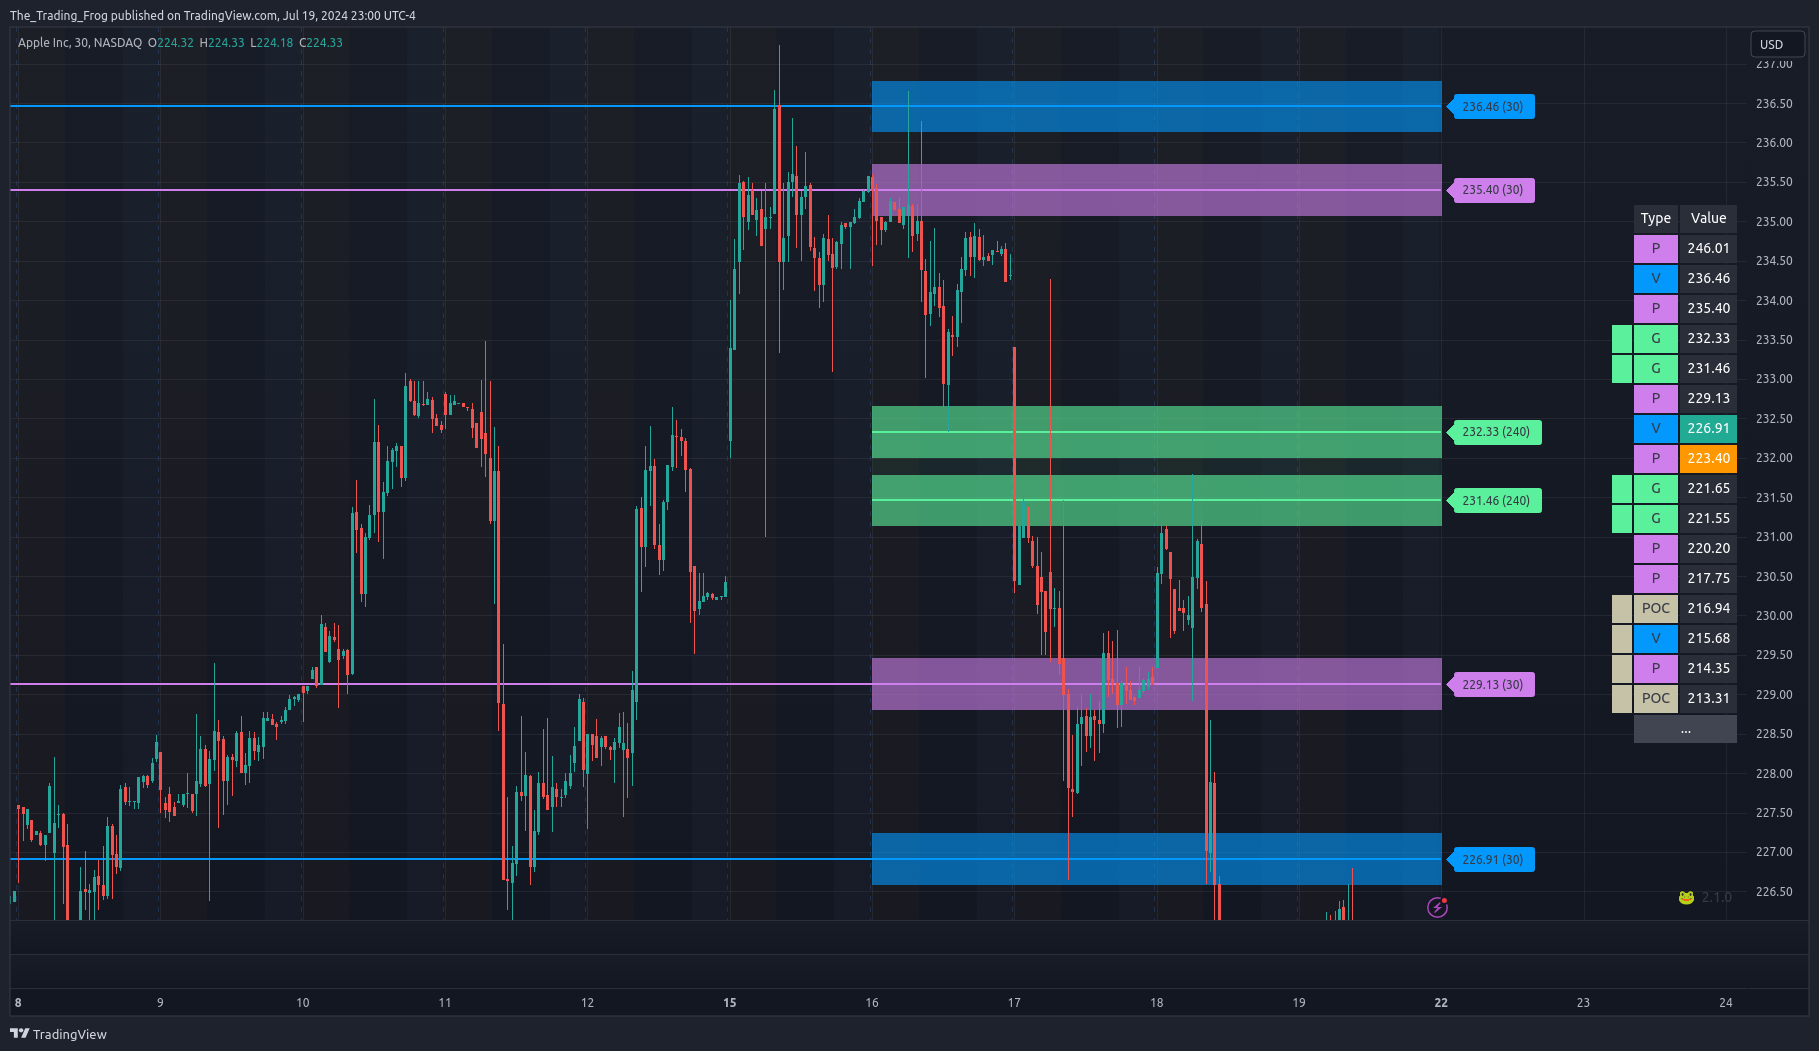 The_Trading_Frog published on TradingView.com, Jul 19, 2024 23:00 UTC-4
Apple Inc, 30, NASDAQ O224.32 H224.33 L224.18 C224.33
USD
237.00
236.50
236.00
235.50
235.00
234.50
234.00
233.50
233.00
232.50
232.00
231.50
231.00
230.50
230.00
229.50
229.00
228.50
228.00
227.50
227.00
226.50
236.46 (30)
235.40 (30)
232.33 (240)
231.46 (240)
229.13 (30)
226.91 (30)
Type Value
P 246.01
V 236.46
P 235.40
G 232.33
G 231.46
P 229.13
V 226.91
P 223.40
G 221.65
G 221.55
P 220.20
P 217.75
POC 216.94
V 215.68
P 214.35
POC 213.31
...
2.1.0
8 9 10 11 12 15 16 17 18 19 22 23 24
TradingView